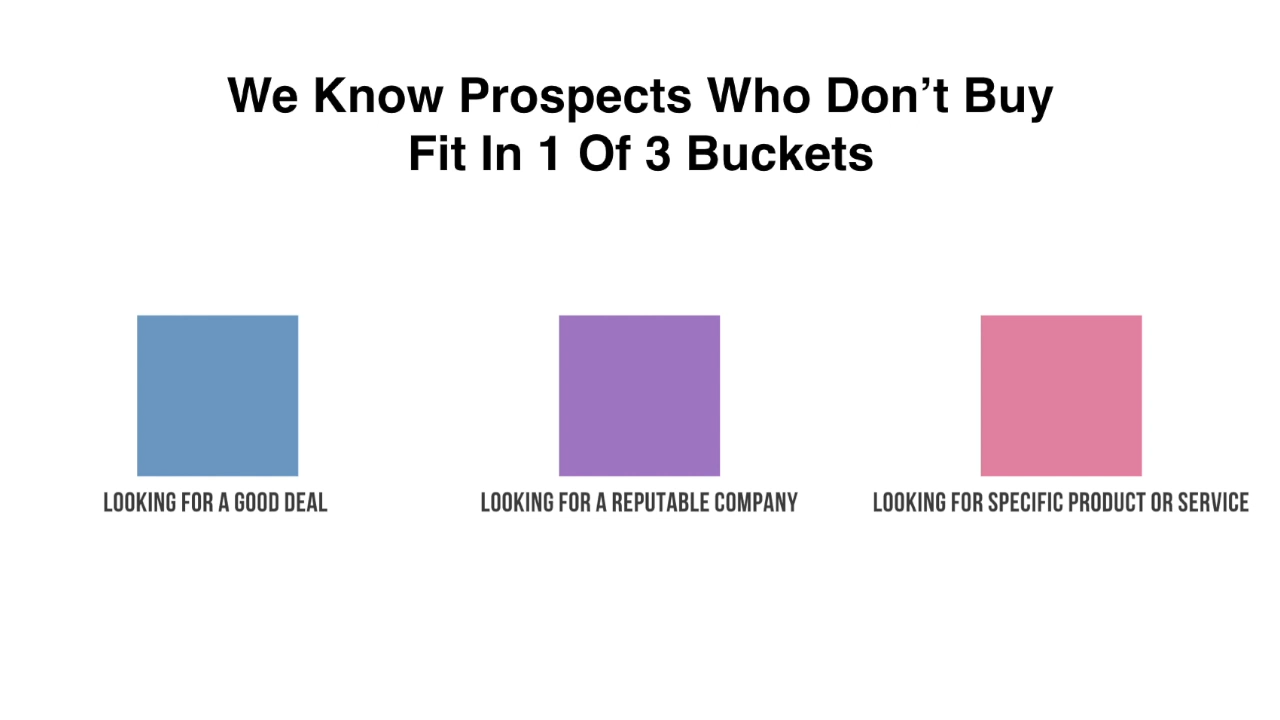 We Know Prospects Who Don’t Buy
Fit In 1 Of 3 Buckets
LOOKING FOR A GOOD DEAL
LOOKING FOR A REPUTABLE COMPANY
LOOKING FOR SPECIFIC PRODUCT OR SERVICE